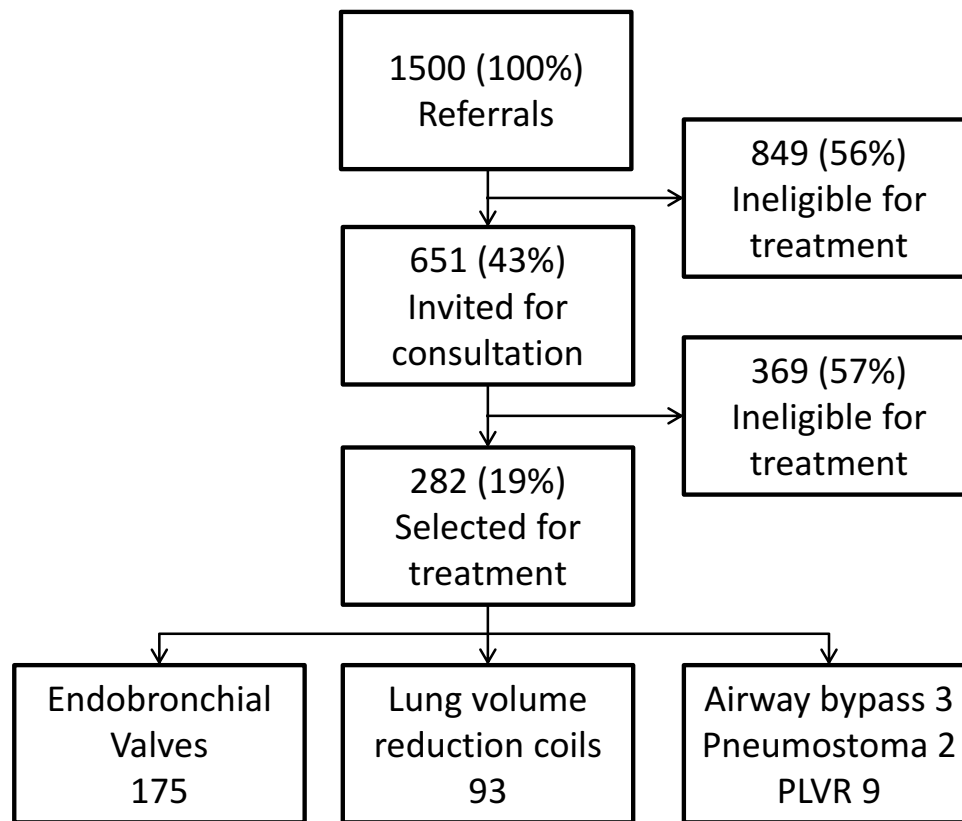 1500 (100%)
Referrals
849 (56%)
Ineligible for
treatment
651 (43%)
Invited for
consultation
369 (57%)
Ineligible for
treatment
282 (19%)
Selected for
treatment
Endobronchial
Valves
175
Lung volume
reduction coils
93
Airway bypass 3
Pneumostoma 2
PLVR 9